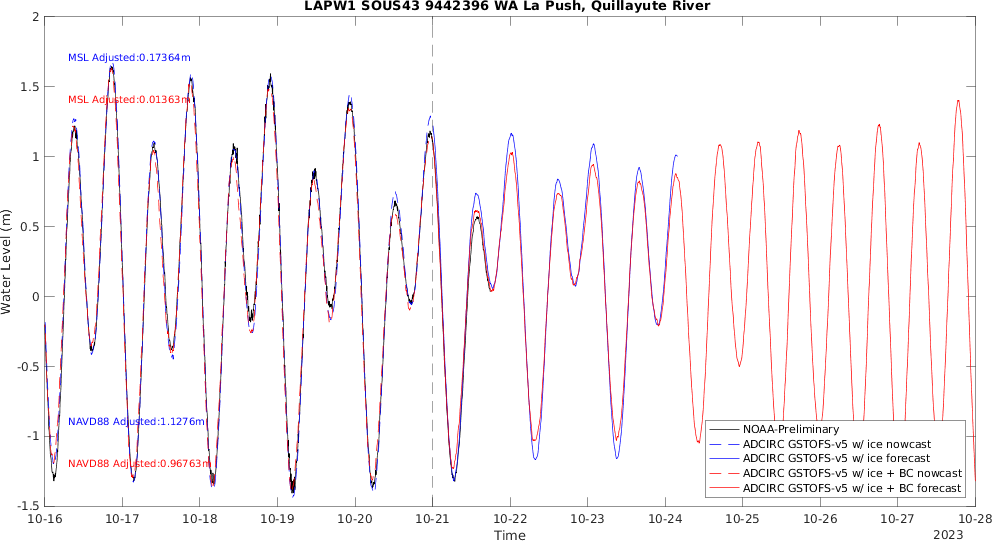 LAPW1 SOUS43 9442396 WA La Push, Quillayute River
2
1.5
1
0.5
0
-0.5
-1
-1.5
Water Level (m)
MSL Adjusted:0.17364m
MSL Adjusted:0.01363m
NAVD88 Adjusted:1.1276m
NAVD88 Adjusted:0.96763m
NOAA-Preliminary
ADCIRC GSTOFS-v5 w/ ice nowcast
ADCIRC GSTOFS-v5 w/ ice forecast
ADCIRC GSTOFS-v5 w/ ice + BC nowcast
ADCIRC GSTOFS-v5 w/ ice + BC forecast
10-16 10-17 10-18 10-19 10-20 10-21 10-22 10-23 10-24 10-25 10-26 10-27 10-28
Time
2023